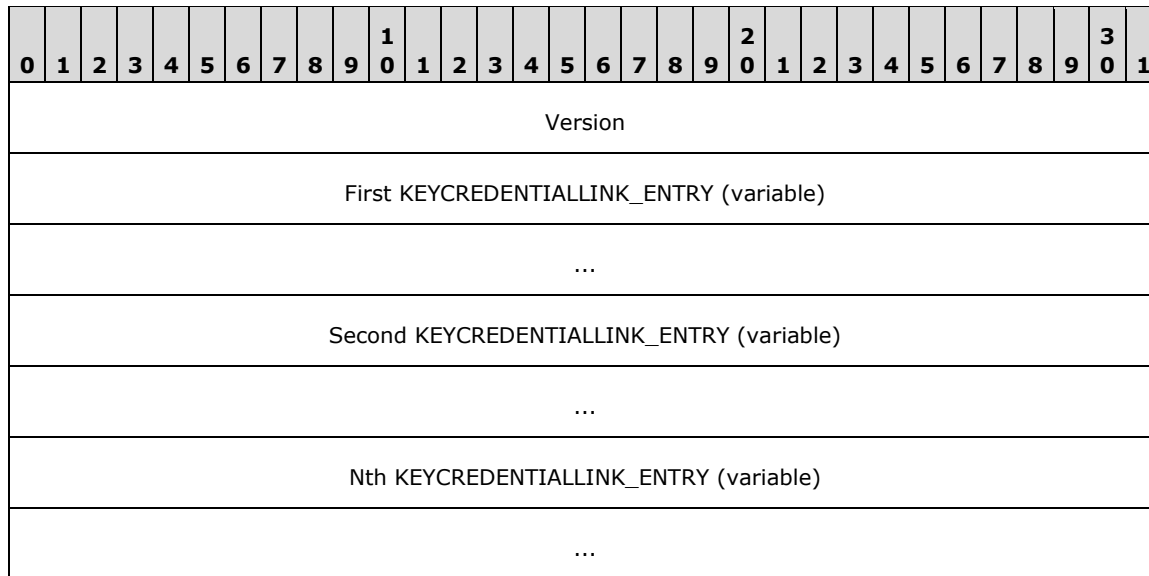 1 2 3
0 1 2 3 4 5 6 7 8 9 0 1 2 3 4 5 6 7 8 9 0 1 2 3 4 5 6 7 8 9 0 1
Version
First KEYCREDENTIALLINK_ENTRY (variable)
...
Second KEYCREDENTIALLINK_ENTRY (variable)
...
Nth KEYCREDENTIALLINK_ENTRY (variable)
...